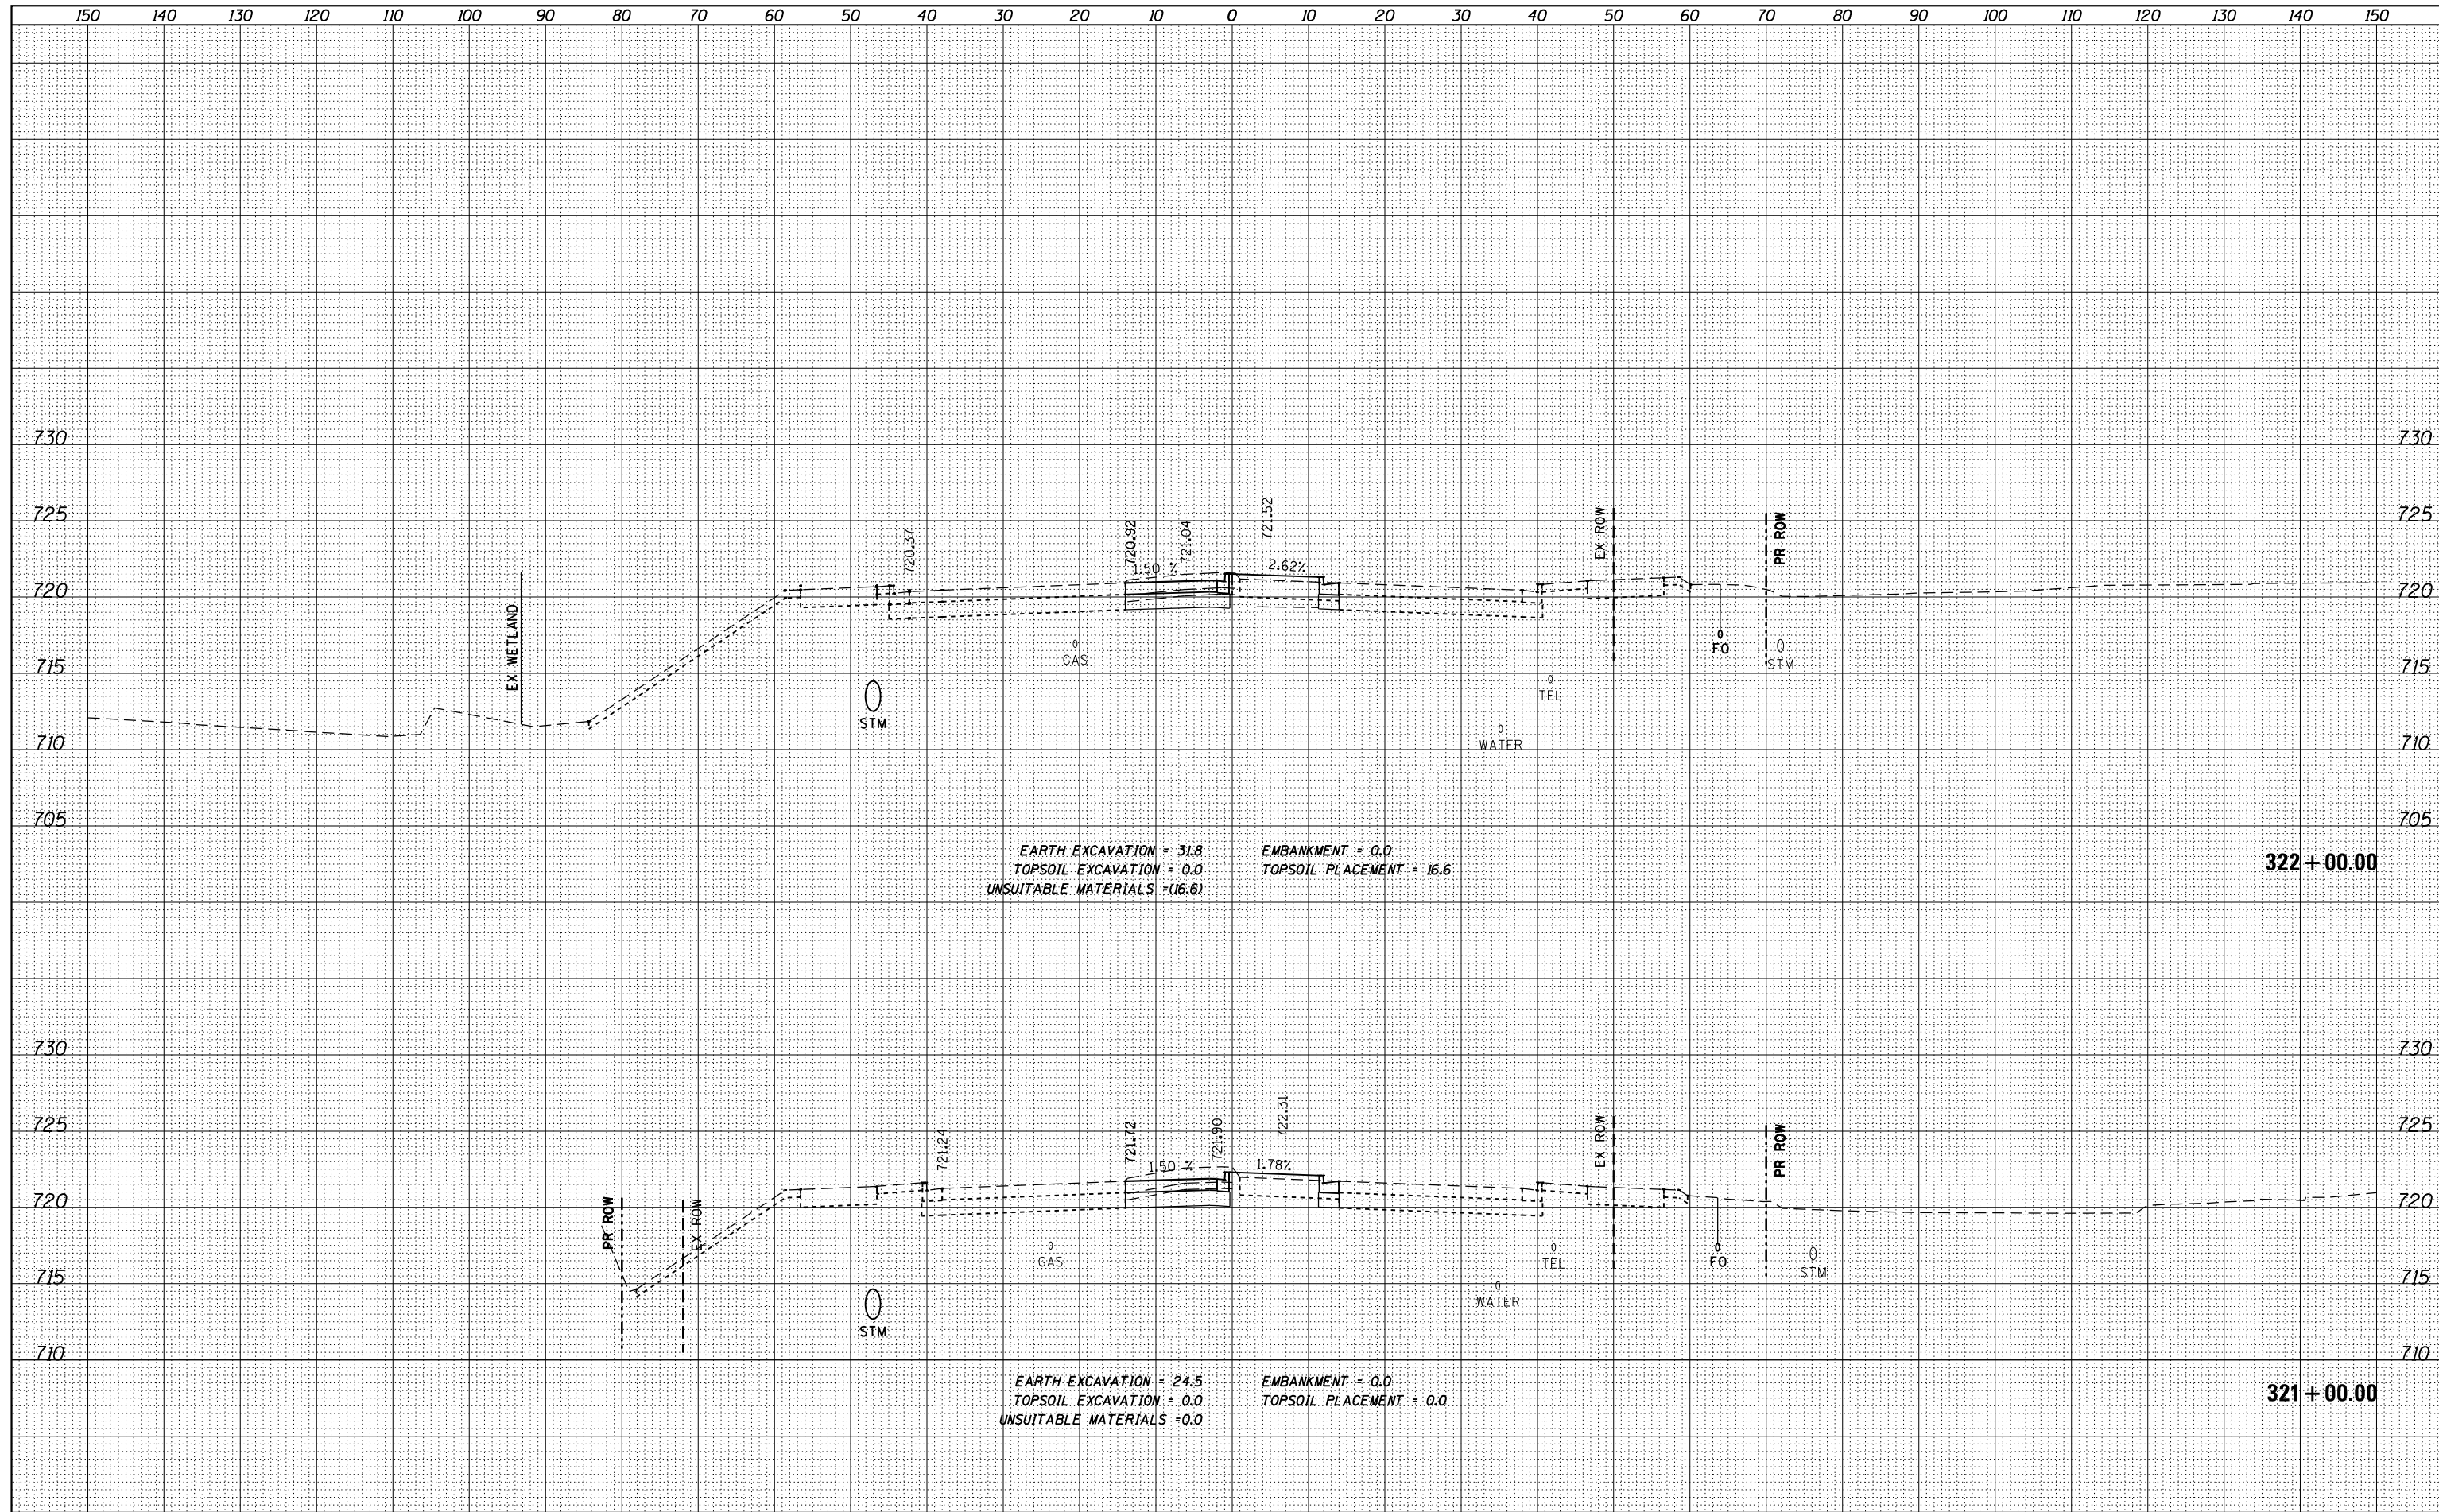 150 140 130 120 110 100 90 80 70 60 50 40 30 20 10 0 10 20 30 40 50 60 70 80 90 100 110 120 130 140 150
730 730
725 725
720 720
715 715
710 710
705 705
EX WETLAND
720.37
720.92
1.50 %
721.04
721.52
2.62%
EX ROW
PR ROW
GAS
STM
TEL
WATER
FO
STM
EARTH EXCAVATION = 31.8 EMBANKMENT = 0.0
TOPSOIL EXCAVATION = 0.0 TOPSOIL PLACEMENT = 16.6
UNSUITABLE MATERIALS =(16.6)
322+00.00
730 730
725 725
720 720
715 715
710 710
PR ROW
EX ROW
721.24
721.72
1.50 %
721.90
722.31
1.78%
EX ROW
PR ROW
GAS
STM
TEL
WATER
FO
STM
EARTH EXCAVATION = 24.5 EMBANKMENT = 0.0
TOPSOIL EXCAVATION = 0.0 TOPSOIL PLACEMENT = 0.0
UNSUITABLE MATERIALS =0.0
321+00.00